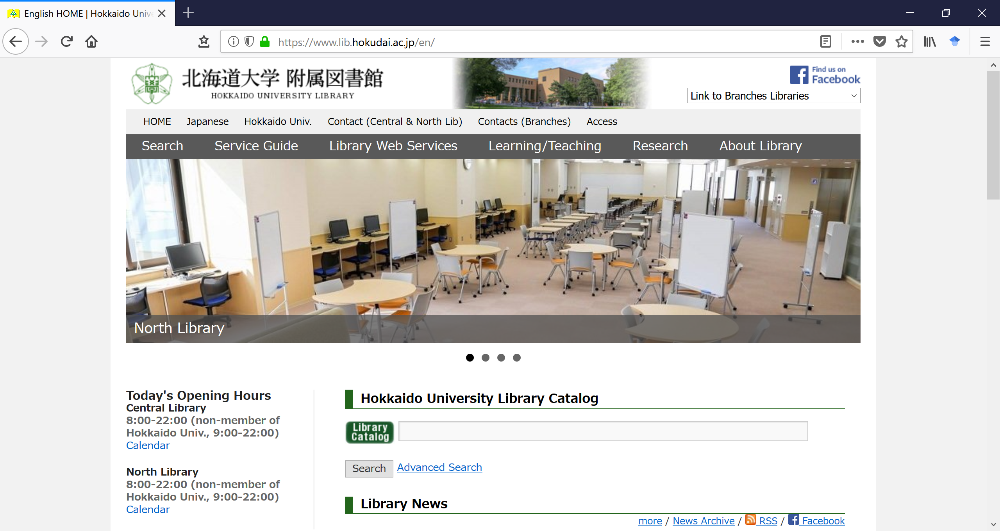 English HOME | Hokkaido Unive
https://www.lib.hokudai.ac.jp/en/
北海道大学 附属図書館
HOKKAIDO UNIVERSITY LIBRARY
Find us on
Facebook
Link to Branches Libraries
HOME Japanese Hokkaido Univ. Contact (Central & North Lib) Contacts (Branches) Access
Search Service Guide Library Web Services Learning/Teaching Research About Library
North Library
Today's Opening Hours
Central Library
8:00-22:00 (non-member of
Hokkaido Univ., 9:00-22:00)
Calendar
North Library
8:00-22:00 (non-member of
Hokkaido Univ., 9:00-22:00)
Calendar
Hokkaido University Library Catalog
Library
Catalog
Search Advanced Search
Library News
more / News Archive / RSS / Facebook